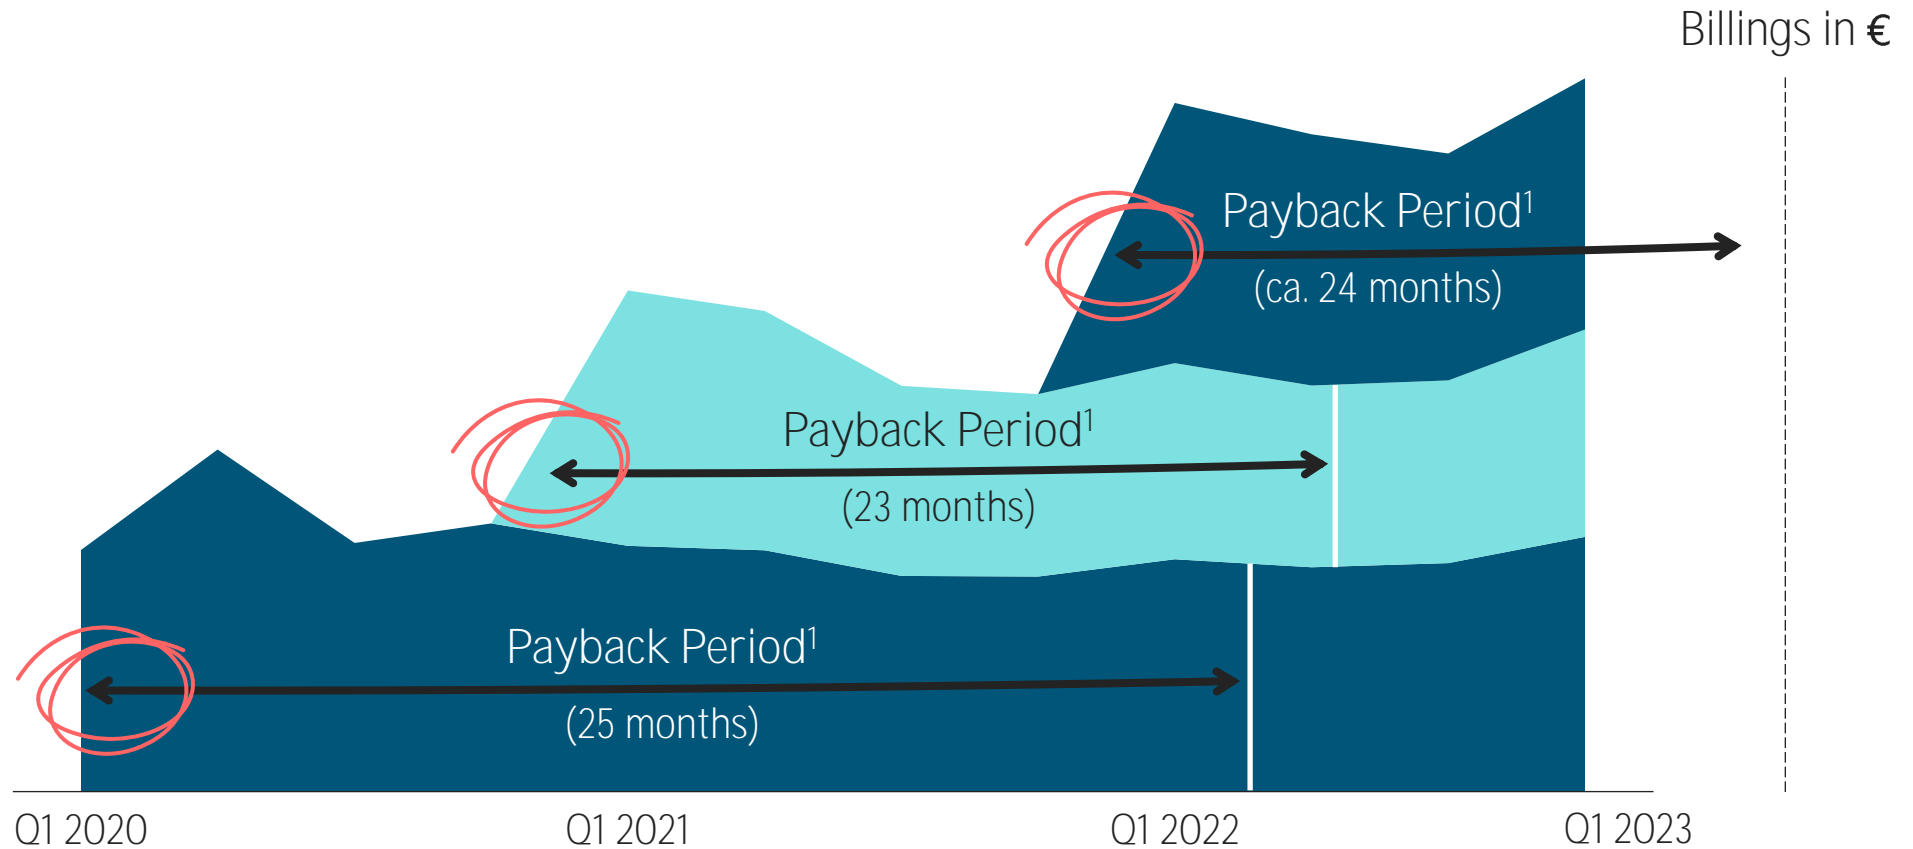 Billings in €
Payback Period¹
(ca. 24 months)
Payback Period¹
(23 months)
Payback Period¹
(25 months)
Q1 2020
Q1 2021
Q1 2022
Q1 2023